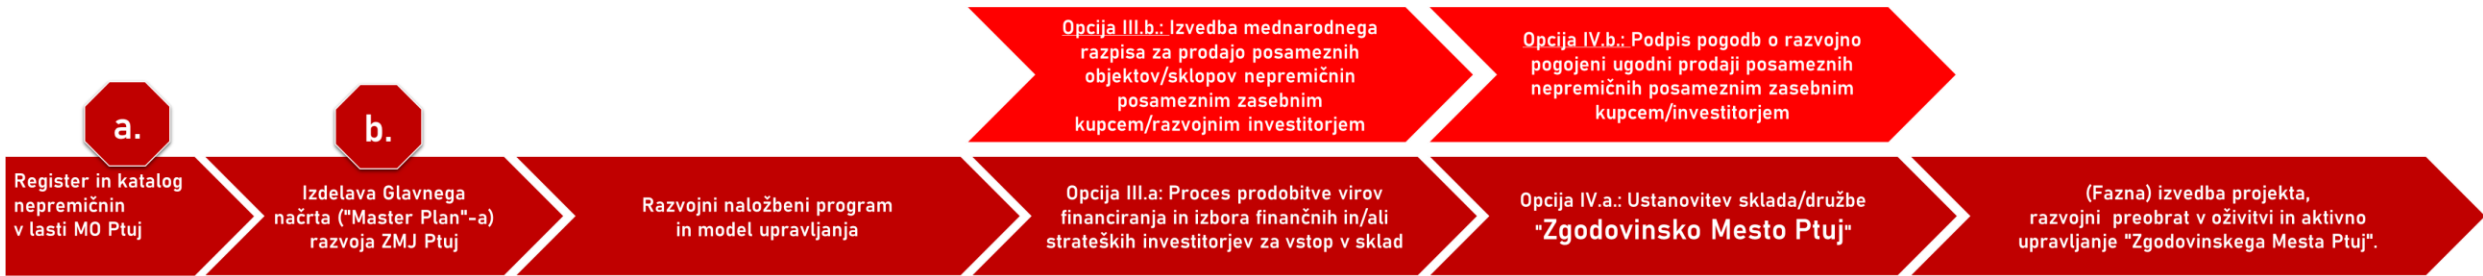 Opcija III.b.: Izvedba mednarodnega
razpisa za prodajo posameznih
objektov/sklopov nepremičnin
posameznim zasebnim
kupcem/razvojnim investitorjem
Opcija IV.b.: Podpis pogodb o razvojno
pogojeni ugodni prodaji posameznih
nepremičnih posameznim zasebnim
kupcem/investitorjem
a.
b.
Register in katalog
nepremičnin
v lasti MO Ptuj
Izdelava Glavnega
načrta ("Master Plan"-a)
razvoja ZMJ Ptuj
Razvojni naložbeni program
in model upravljanja
Opcija III.a: Proces prodobitve virov
financiranja in izbora finančnih in/ali
strateških investitorjev za vstop v sklad
Opcija IV.a.: Ustanovitev sklada/družbe
"Zgodovinsko Mesto Ptuj"
(Fazna) izvedba projekta,
razvojni preobrat v oživitvi in aktivno
upravljanje "Zgodovinskega Mesta Ptuj".